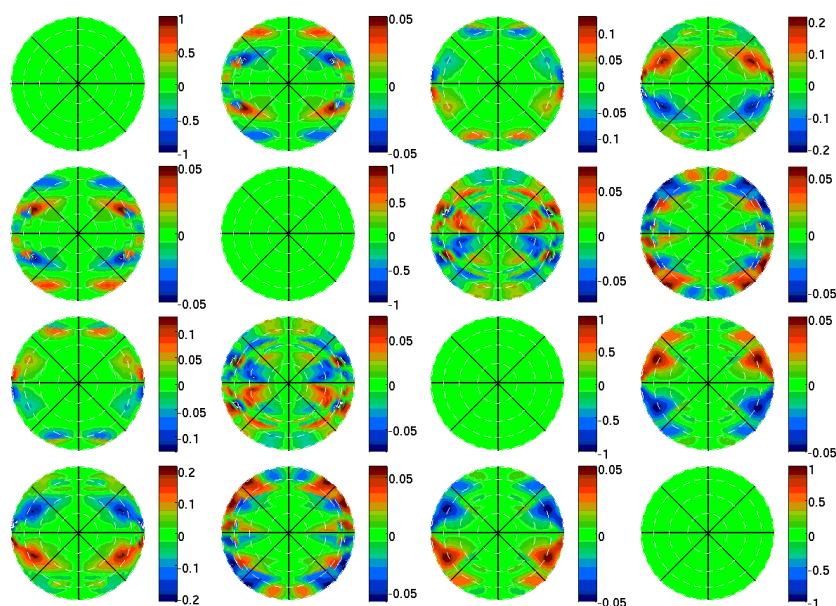 1 0.05 0.1 0.2
0.5 0.05 0.1
0 0 0 0
-0.5 -0.05 -0.1
-1 -0.05 -0.1 -0.2
0.05 1 0.05 0.05
0.5
0 0 0 0
-0.5
-0.05 -1 -0.05 -0.05
0.1 0.05 1 0.05
0.05 0.5
0 0 0 0
-0.05 -0.5
-0.1 -0.05 -1 -0.05
0.2 0.05 0.05 1
0.1 0.5
0 0 0 0
-0.1 -0.5
-0.2 -0.05 -0.05 -1